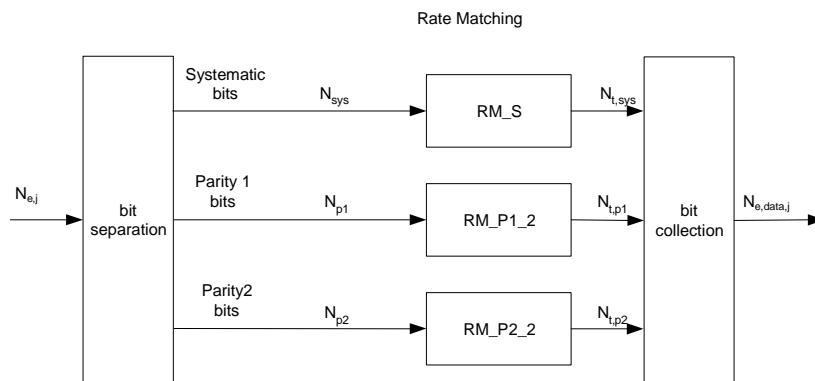 Rate Matching
Systematic
bits
N_sys
RM_S
N_t,sys
N_e,j
bit
separation
Parity 1
bits
N_p1
RM_P1_2
N_t,p1
bit
collection
N_e,data,j
Parity2
bits
N_p2
RM_P2_2
N_t,p2